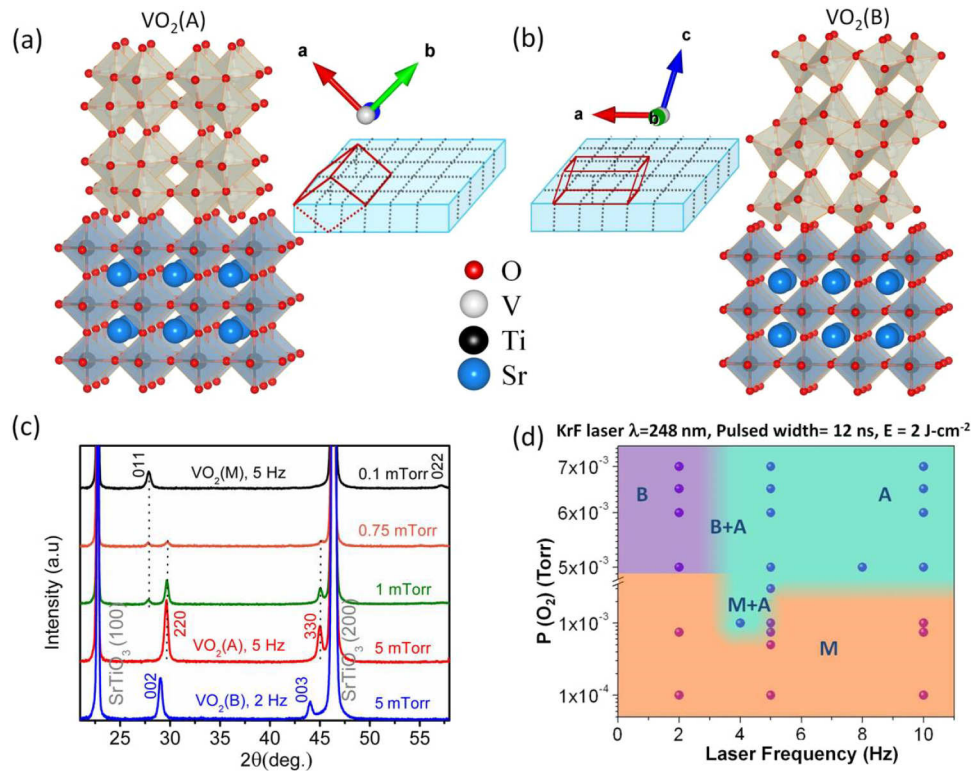 (a)
VO₂(A)
a
b
(b)
VO₂(B)
c
a
b
O
V
Ti
Sr
(c)
Intensity (a.u)
011
VO₂(M), 5 Hz
0.1 mTorr
022
0.75 mTorr
1 mTorr
SrTiO₃ (100)
220
VO₂(A), 5 Hz
330
SrTiO₃ (200)
5 mTorr
002
VO₂(B), 2 Hz
003
5 mTorr
25 30 35 40 45 50 55
2θ(deg.)
(d)
KrF laser λ=248 nm, Pulsed width= 12 ns, E = 2 J-cm⁻²
P (O₂) (Torr)
7x10⁻³
6x10⁻³
5x10⁻³
1x10⁻³
1x10⁻⁴
B
B+A
A
M+A
M
0 2 4 6 8 10
Laser Frequency (Hz)